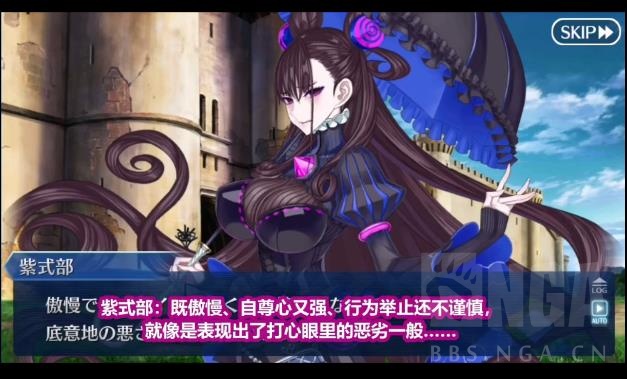 SKIP
紫式部
傲慢で
紫式部：既傲慢、自尊心又强、行为举止还不谨慎，
底意地の悪さ
就像是表现出了打心眼里的恶劣一般……
LOG
AUTO
NGA
BBS.NGA.CN